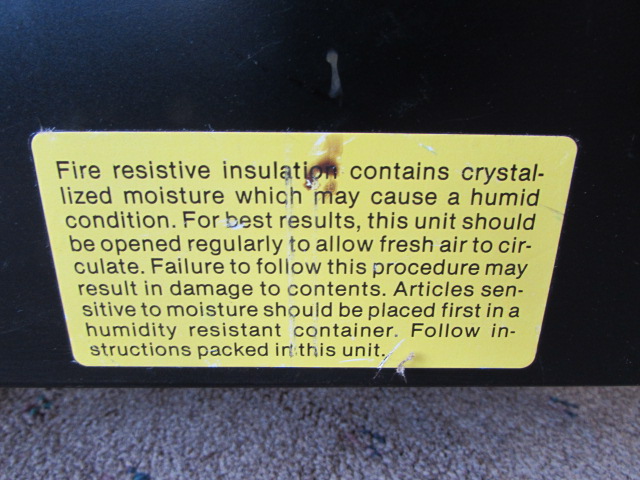 Fire resistive insulation contains crystal-
lized moisture which may cause a humid
condition. For best results, this unit should
be opened regularly to allow fresh air to cir-
culate. Failure to follow this procedure may
result in damage to contents. Articles sen-
sitive to moisture should be placed first in a
humidity resistant container. Follow in-
structions packed in this unit.